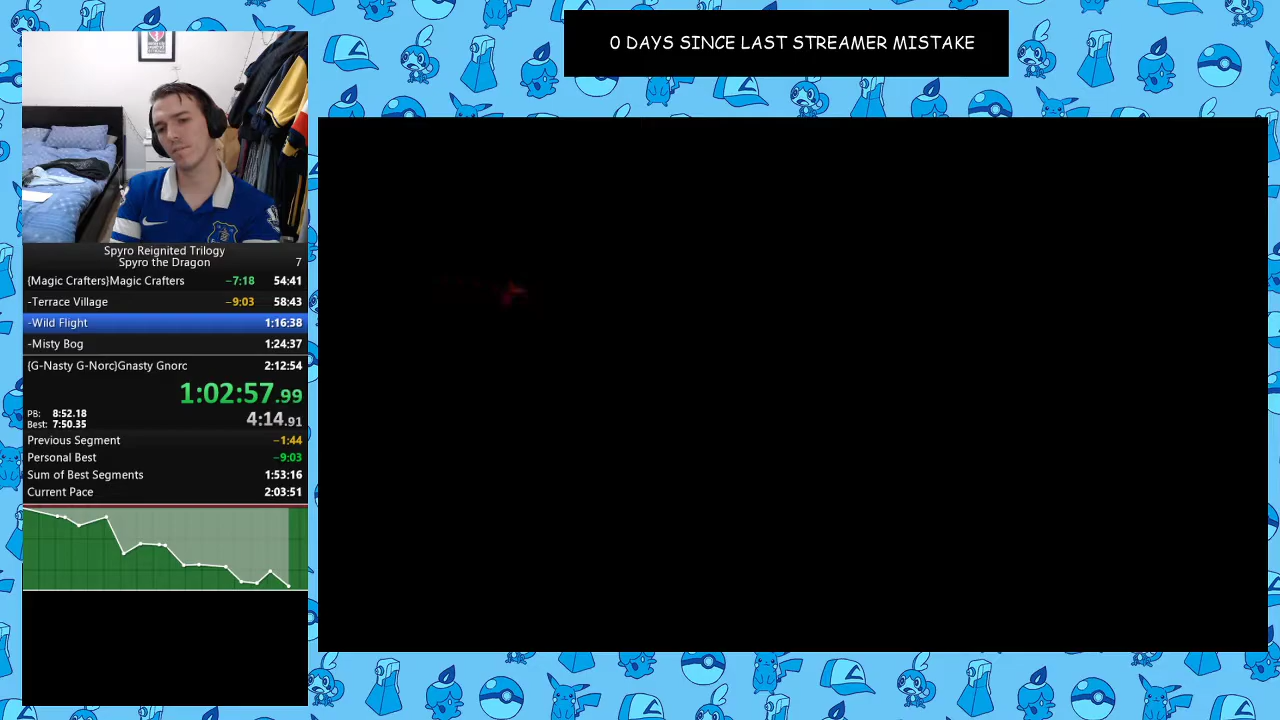 0 DAYS SINCE LAST STREAMER MISTAKE
Spyro Reignited Trilogy
Spyro the Dragon 7
{Magic Crafters}Magic Crafters −7:18 54:41
-Terrace Village −9:03 58:43
-Wild Flight 1:16:38
-Misty Bog 1:24:37
{G-Nasty G-Norc}Gnasty Gnorc 2:12:54
1:02:57.99
PB: 8:52.18
Best: 7:50.35
4:14.91
Previous Segment −1:44
Personal Best −9:03
Sum of Best Segments 1:53:16
Current Pace 2:03:51